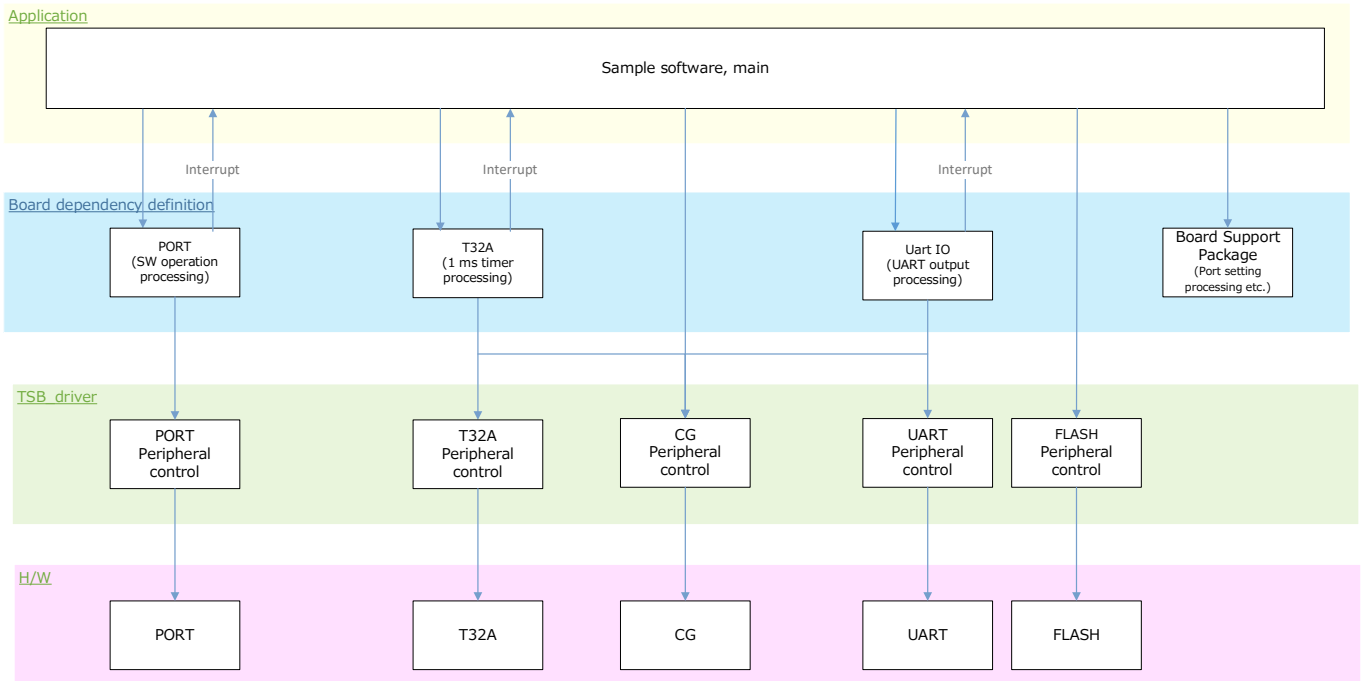 Application
Sample software, main
Interrupt
Interrupt
Interrupt
Board dependency definition
PORT
(SW operation
processing)
T32A
(1 ms timer
processing)
Uart IO
(UART output
processing)
Board Support
Package
(Port setting
processing etc.)
TSB_driver
PORT
Peripheral
control
T32A
Peripheral
control
CG
Peripheral
control
UART
Peripheral
control
FLASH
Peripheral
control
H/W
PORT
T32A
CG
UART
FLASH